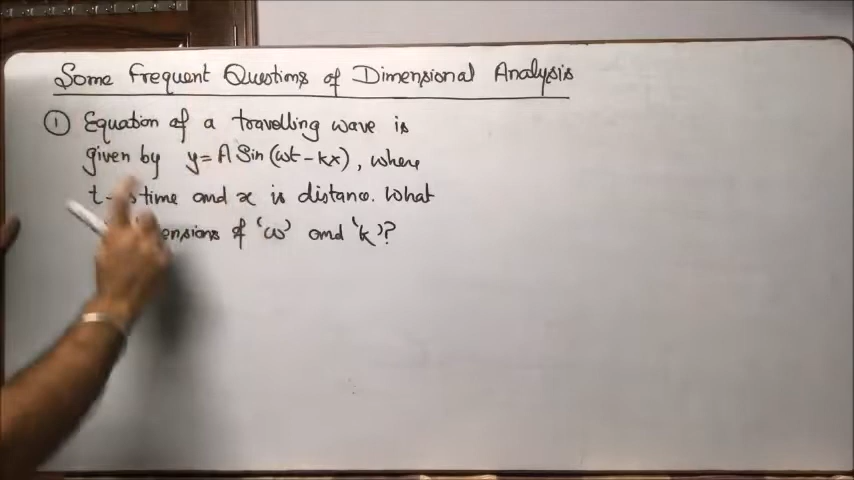 Some Frequent Questions of Dimensional Analysis
① Equation of a travelling wave is
given by y = A Sin (ωt - kx), where
t - time and x is distance. What
ensions of 'ω' and 'k'?